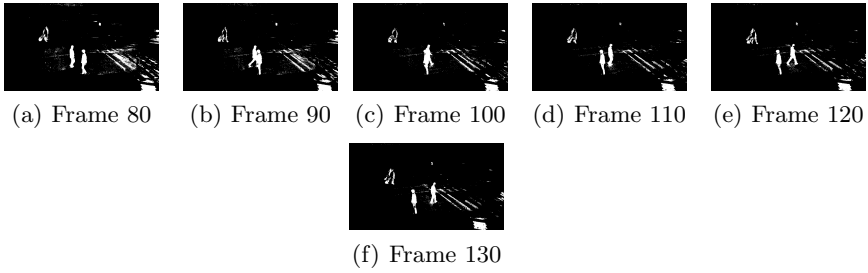 (a) Frame 80
(b) Frame 90
(c) Frame 100
(d) Frame 110
(e) Frame 120
(f) Frame 130